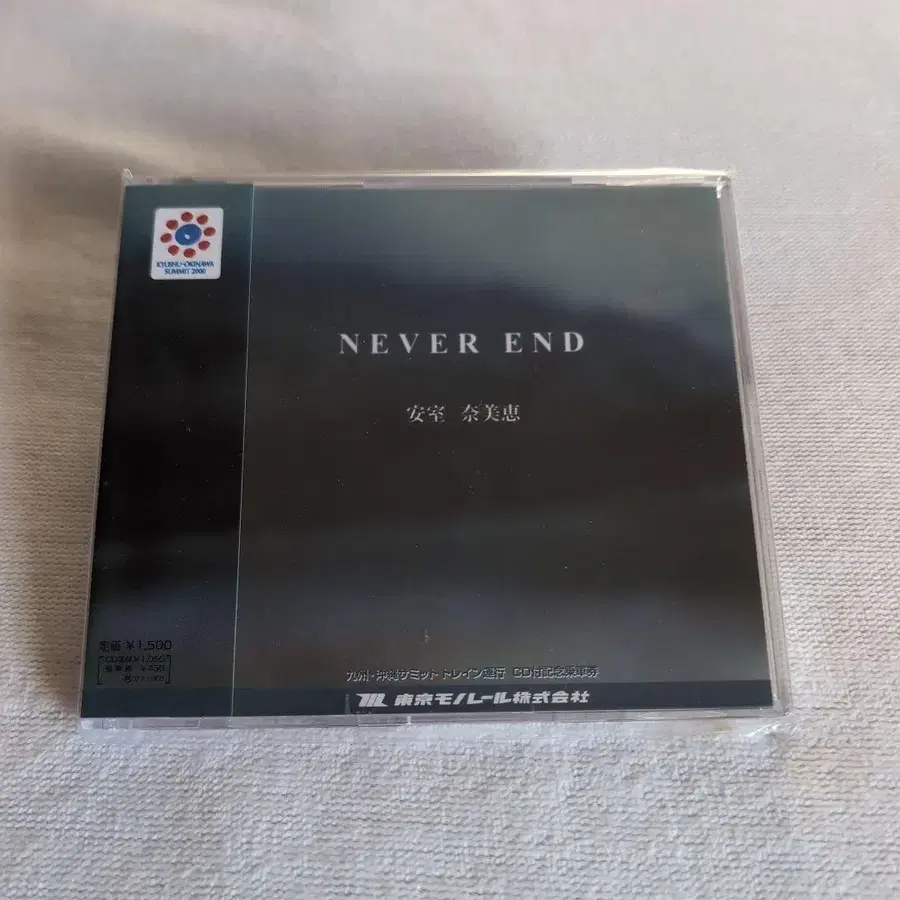 KYUSHU-OKINAWA
SUMMIT 2000
NEVER END
安室 奈美恵
定価 ¥1,500
九州・沖縄サミットトレイン運行 CD付記念乗車券
東京モノレール株式会社